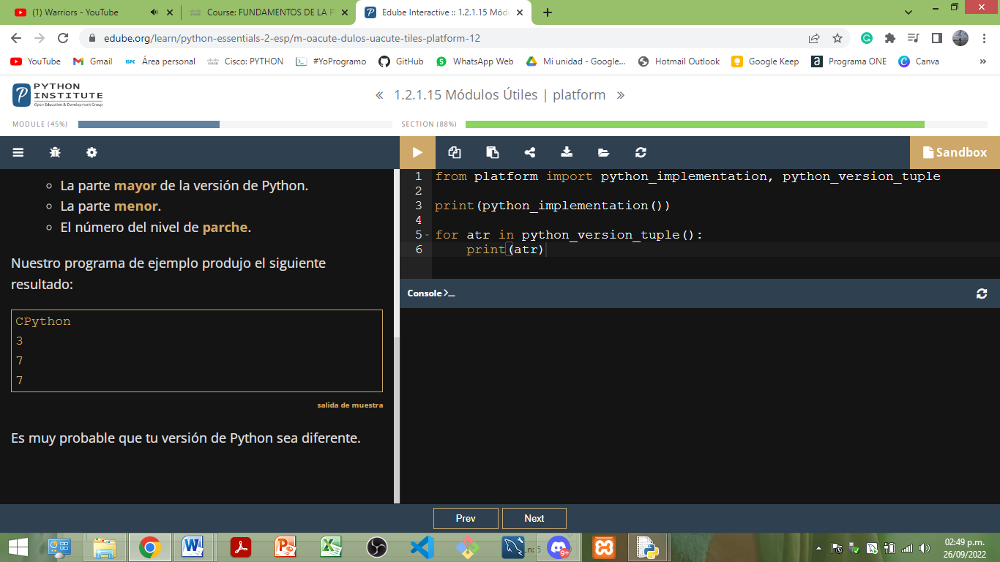 (1) Warriors - YouTube
Course: FUNDAMENTOS DE LA P
Edube Interactive :: 1.2.1.15 Módu
edube.org/learn/python-essentials-2-esp/m-oacute-dulos-uacute-tiles-platform-12
YouTube
Gmail
Área personal
Cisco: PYTHON
#YoProgramo
GitHub
WhatsApp Web
Mi unidad - Google...
Hotmail Outlook
Google Keep
Programa ONE
Canva
PYTHON
INSTITUTE
Open Education & Development Group
« 1.2.1.15 Módulos Útiles | platform »
MODULE (45%)
SECTION (88%)
Sandbox
La parte mayor de la versión de Python.
La parte menor.
El número del nivel de parche.
Nuestro programa de ejemplo produjo el siguiente
resultado:
CPython
3
7
7
salida de muestra
Es muy probable que tu versión de Python sea diferente.
1 from platform import python_implementation, python_version_tuple
2
3 print(python_implementation())
4
5 for atr in python_version_tuple():
6     print(atr)
Console
Prev
Next
9+
02:49 p.m.
26/09/2022